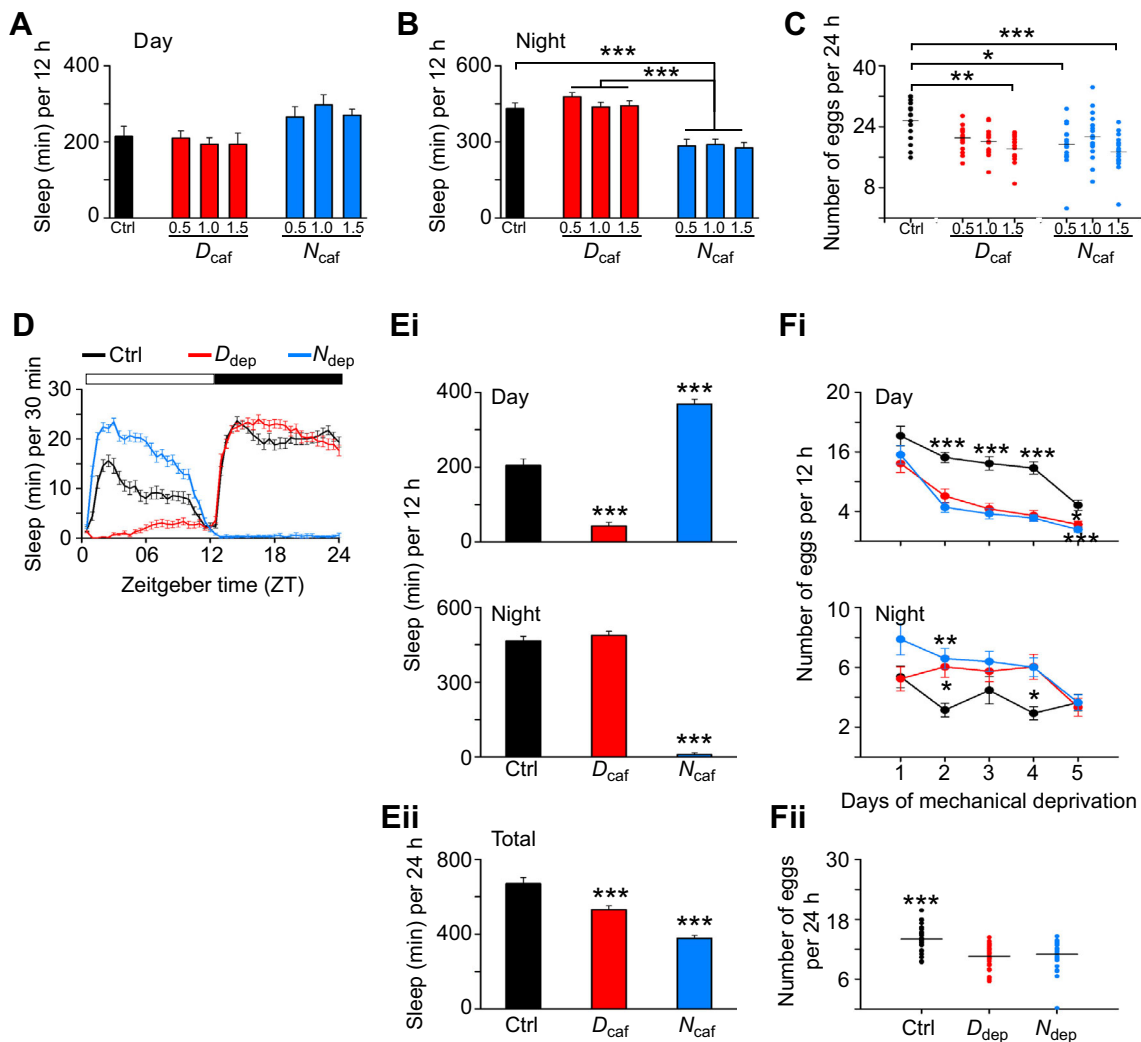 A
Day
Sleep (min) per 12 h
400
200
0
Ctrl
0.5 1.0 1.5
0.5 1.0 1.5
Dcaf
Ncaf
B
Night
Sleep (min) per 12 h
600
300
0
***
***
Ctrl
0.5 1.0 1.5
0.5 1.0 1.5
Dcaf
Ncaf
C
Number of eggs per 24 h
40
24
8
***
*
**
Ctrl
0.5 1.0 1.5
0.5 1.0 1.5
Dcaf
Ncaf
D
Ctrl
Ddep
Ndep
Sleep (min) per 30 min
30
20
10
0
0 06 12 18 24
Zeitgeber time (ZT)
Ei
Day
Sleep (min) per 12 h
400
200
0
***
***
Night
600
300
0
***
Ctrl
Dcaf
Ncaf
Eii
Total
Sleep (min) per 24 h
800
400
0
***
***
Ctrl
Dcaf
Ncaf
Fi
Day
Number of eggs per 12 h
20
16
4
*** *** ***
*
***
Night
10
6
2
**
*
*
1 2 3 4 5
Days of mechanical deprivation
Fii
Number of eggs
per 24 h
30
18
6
***
Ctrl
Ddep
Ndep